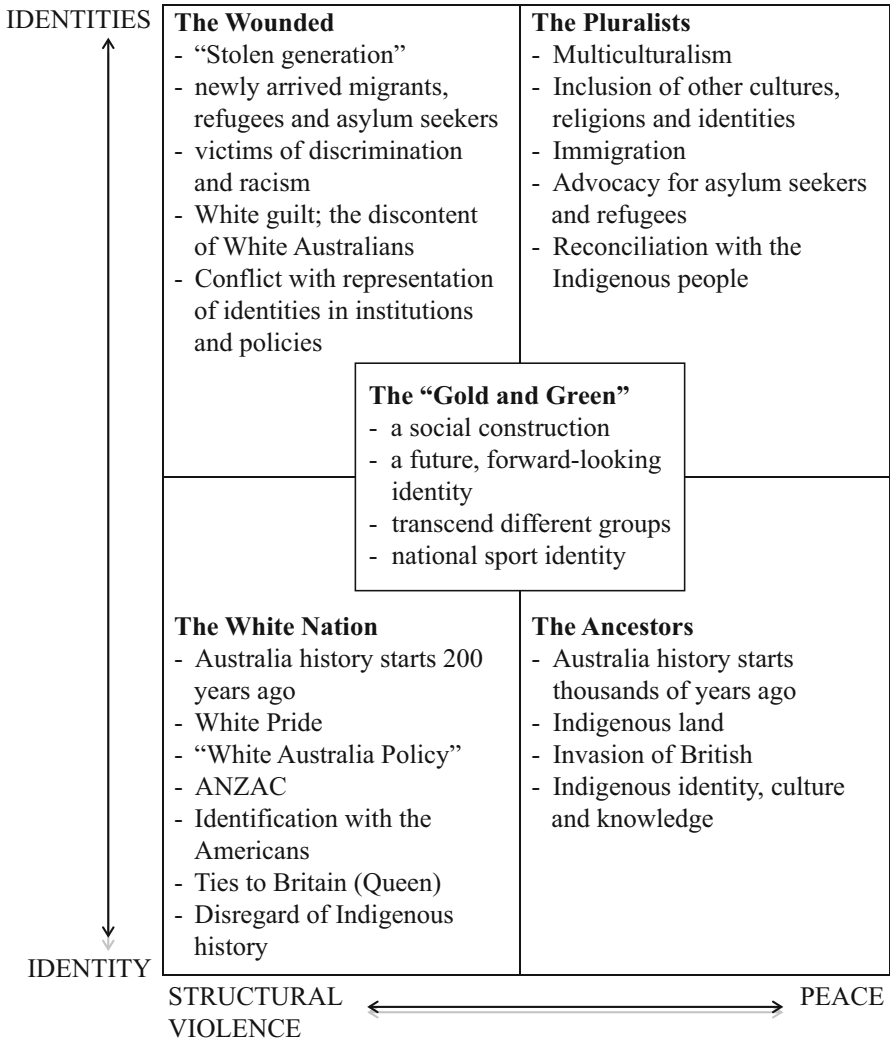 IDENTITIES
The Wounded
- “Stolen generation”
- newly arrived migrants,
refugees and asylum seekers
- victims of discrimination
and racism
- White guilt; the discontent
of White Australians
- Conflict with representation
of identities in institutions
and policies
The Pluralists
- Multiculturalism
- Inclusion of other cultures,
religions and identities
- Immigration
- Advocacy for asylum seekers
and refugees
- Reconciliation with the
Indigenous people
The “Gold and Green”
- a social construction
- a future, forward-looking
identity
- transcend different groups
- national sport identity
The White Nation
- Australia history starts 200
years ago
- White Pride
- “White Australia Policy”
- ANZAC
- Identification with the
Americans
- Ties to Britain (Queen)
- Disregard of Indigenous
history
The Ancestors
- Australia history starts
thousands of years ago
- Indigenous land
- Invasion of British
- Indigenous identity, culture
and knowledge
IDENTITY
STRUCTURAL
VIOLENCE
PEACE